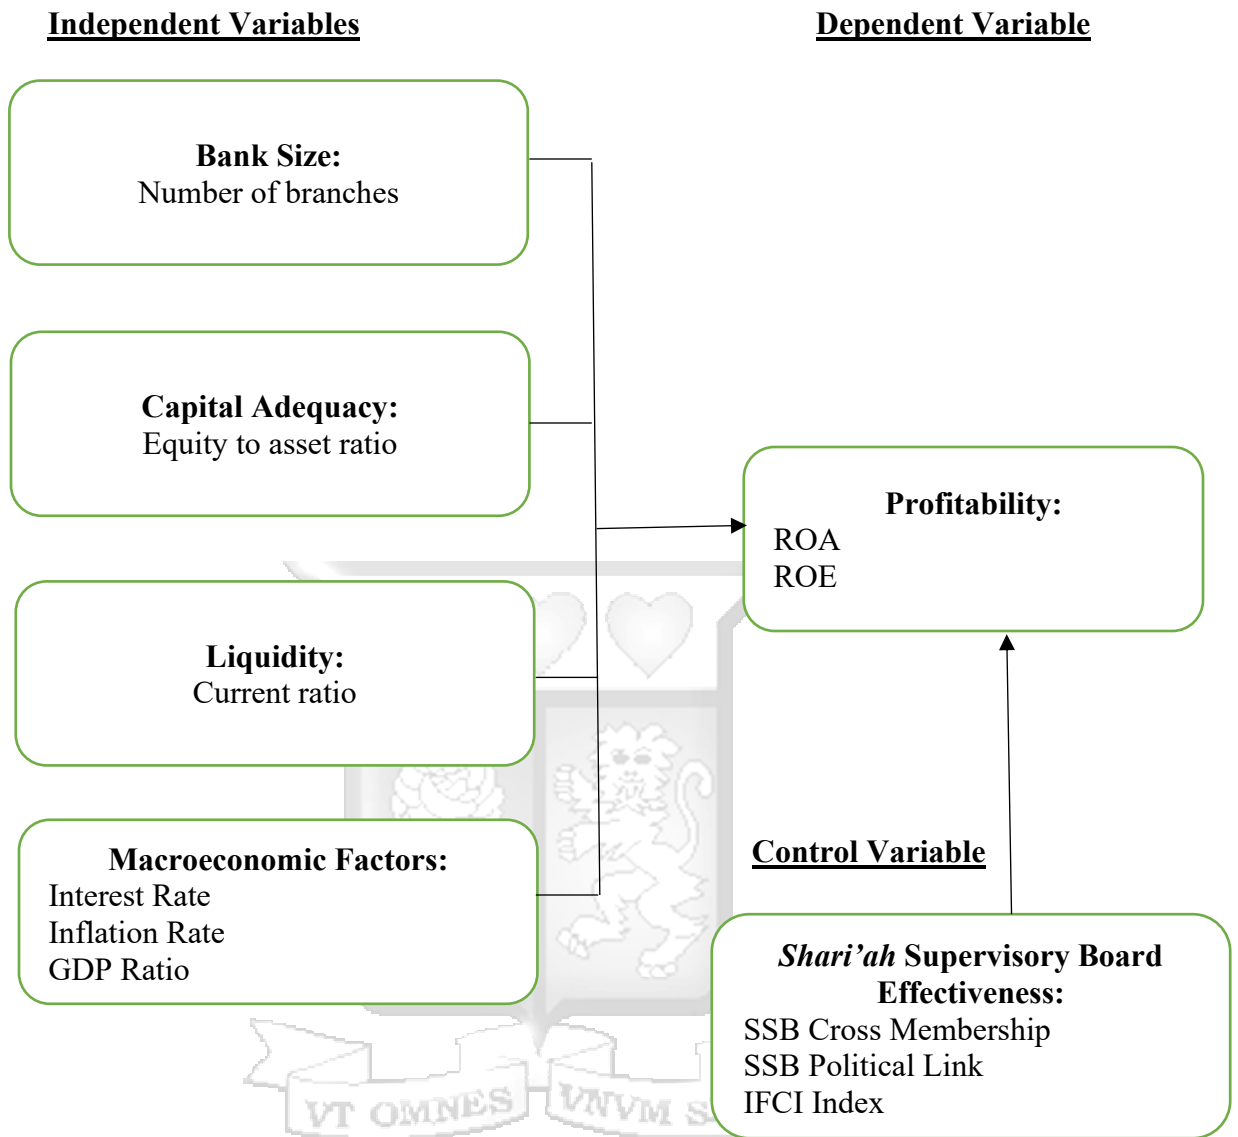 Independent Variables
Dependent Variable
Bank Size:
Number of branches
Capital Adequacy:
Equity to asset ratio
Profitability:
ROA
ROE
Liquidity:
Current ratio
Macroeconomic Factors:
Interest Rate
Inflation Rate
GDP Ratio
Control Variable
Shari’ah Supervisory Board
Effectiveness:
SSB Cross Membership
SSB Political Link
IFCI Index
VT OMNES VNVM S